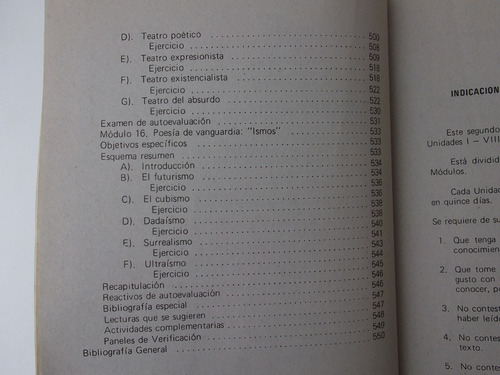 D). Teatro poètico . . . . . 500
Ejercicio . . . . . 508
E). Teatro expresionista . . . . . 509
Ejercicio . . . . . 518
F). Teatro existencialista . . . . . 518
Ejercicio . . . . . 522
G). Teatro del absurdo . . . . . 522
Ejercicio . . . . . 530
Examen de autoevaluación . . . . . 531
Módulo 16, Poesía de vanguardia: "Ismos" . . . . . 533
Objetivos específicos . . . . . 533
Esquema resumen . . . . . 533
A). Introducción . . . . . 534
B). El futurismo . . . . . 534
Ejercicio . . . . . 536
C). El cubismo . . . . . 536
Ejercicio . . . . . 538
D). Dadaísmo . . . . . 538
Ejercicio . . . . . 540
E). Surrealismo . . . . . 541
Ejercicio . . . . . 543
F). Ultraísmo . . . . . 544
Ejercicio . . . . . 545
Recapitulación . . . . . 546
Reactivos de autoevaluación . . . . . 546
Bibliografía especial . . . . . 547
Lecturas que se sugieren . . . . . 547
Actividades complementarias . . . . . 548
Paneles de Verificación . . . . . 549
Bibliografía General . . . . . 550
INDICACION
Este segundo
Unidades I – VIII
Está dividid
Módulos.
Cada Unidad
en quince días.
Se requiere de su
1. Que tenga
conocimien
2. Que tome
gusto con
conocer, p
3. No contest
haber leíd
4. No contes
texto.
5. No contes